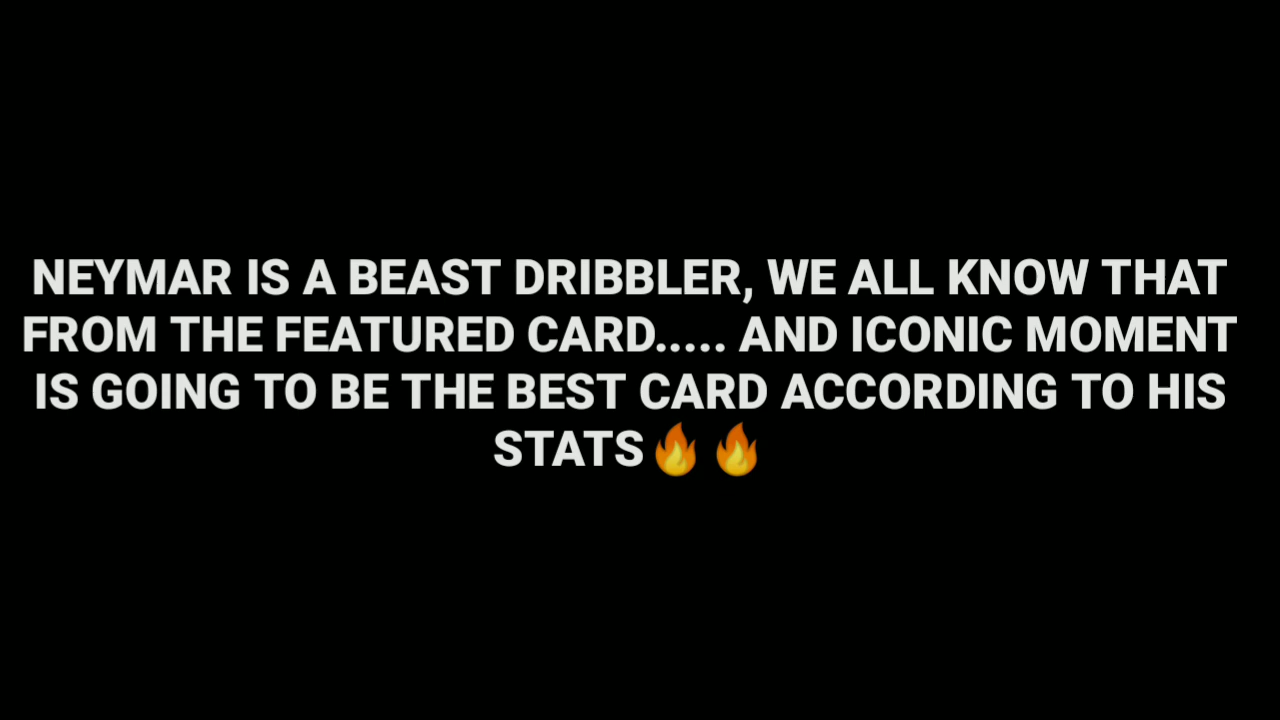 NEYMAR IS A BEAST DRIBBLER, WE ALL KNOW THAT
FROM THE FEATURED CARD..... AND ICONIC MOMENT
IS GOING TO BE THE BEST CARD ACCORDING TO HIS
STATS🔥🔥